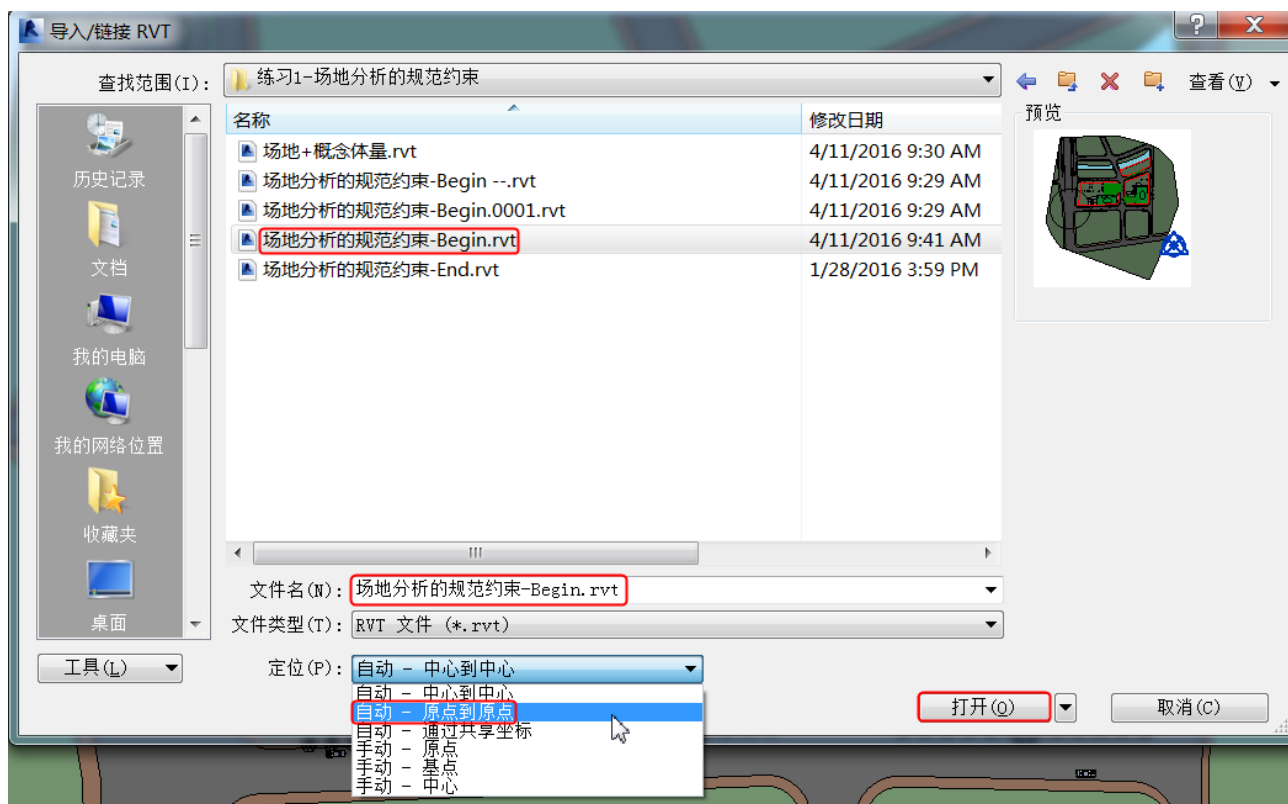 导入/链接 RVT
查找范围(I): 练习1-场地分析的规范约束 查看(V)
名称 修改日期 预览
场地+概念体量.rvt 4/11/2016 9:30 AM
场地分析的规范约束-Begin --.rvt 4/11/2016 9:29 AM
场地分析的规范约束-Begin.0001.rvt 4/11/2016 9:29 AM
场地分析的规范约束-Begin.rvt 4/11/2016 9:41 AM
场地分析的规范约束-End.rvt 1/28/2016 3:59 PM
历史记录
文档
我的电脑
我的网络位置
收藏夹
桌面
文件名(N): 场地分析的规范约束-Begin.rvt
文件类型(T): RVT 文件 (*.rvt)
工具(L) 定位(P): 自动 - 中心到中心
自动 - 中心到中心
自动 - 原点到原点
自动 - 通过共享坐标
手动 - 原点
手动 - 基点
手动 - 中心
打开(O) 取消(C)